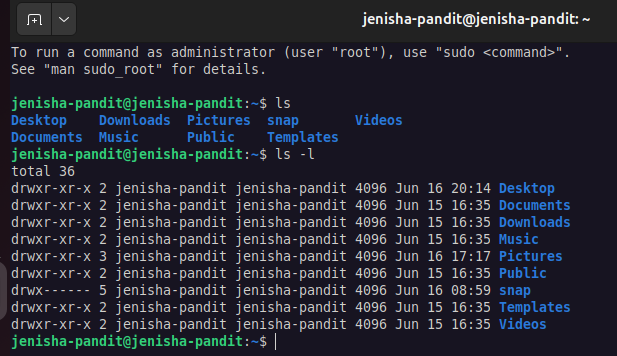 jenisha-pandit@jenisha-pandit: ~
To run a command as administrator (user "root"), use "sudo <command>".
See "man sudo_root" for details.
jenisha-pandit@jenisha-pandit:~$ ls
Desktop    Downloads  Pictures  snap       Videos
Documents  Music      Public    Templates
jenisha-pandit@jenisha-pandit:~$ ls -l
total 36
drwxr-xr-x 2 jenisha-pandit jenisha-pandit 4096 Jun 16 20:14 Desktop
drwxr-xr-x 2 jenisha-pandit jenisha-pandit 4096 Jun 15 16:35 Documents
drwxr-xr-x 2 jenisha-pandit jenisha-pandit 4096 Jun 15 16:35 Downloads
drwxr-xr-x 2 jenisha-pandit jenisha-pandit 4096 Jun 15 16:35 Music
drwxr-xr-x 3 jenisha-pandit jenisha-pandit 4096 Jun 16 17:17 Pictures
drwxr-xr-x 2 jenisha-pandit jenisha-pandit 4096 Jun 15 16:35 Public
drwx------ 5 jenisha-pandit jenisha-pandit 4096 Jun 16 08:59 snap
drwxr-xr-x 2 jenisha-pandit jenisha-pandit 4096 Jun 15 16:35 Templates
drwxr-xr-x 2 jenisha-pandit jenisha-pandit 4096 Jun 15 16:35 Videos
jenisha-pandit@jenisha-pandit:~$